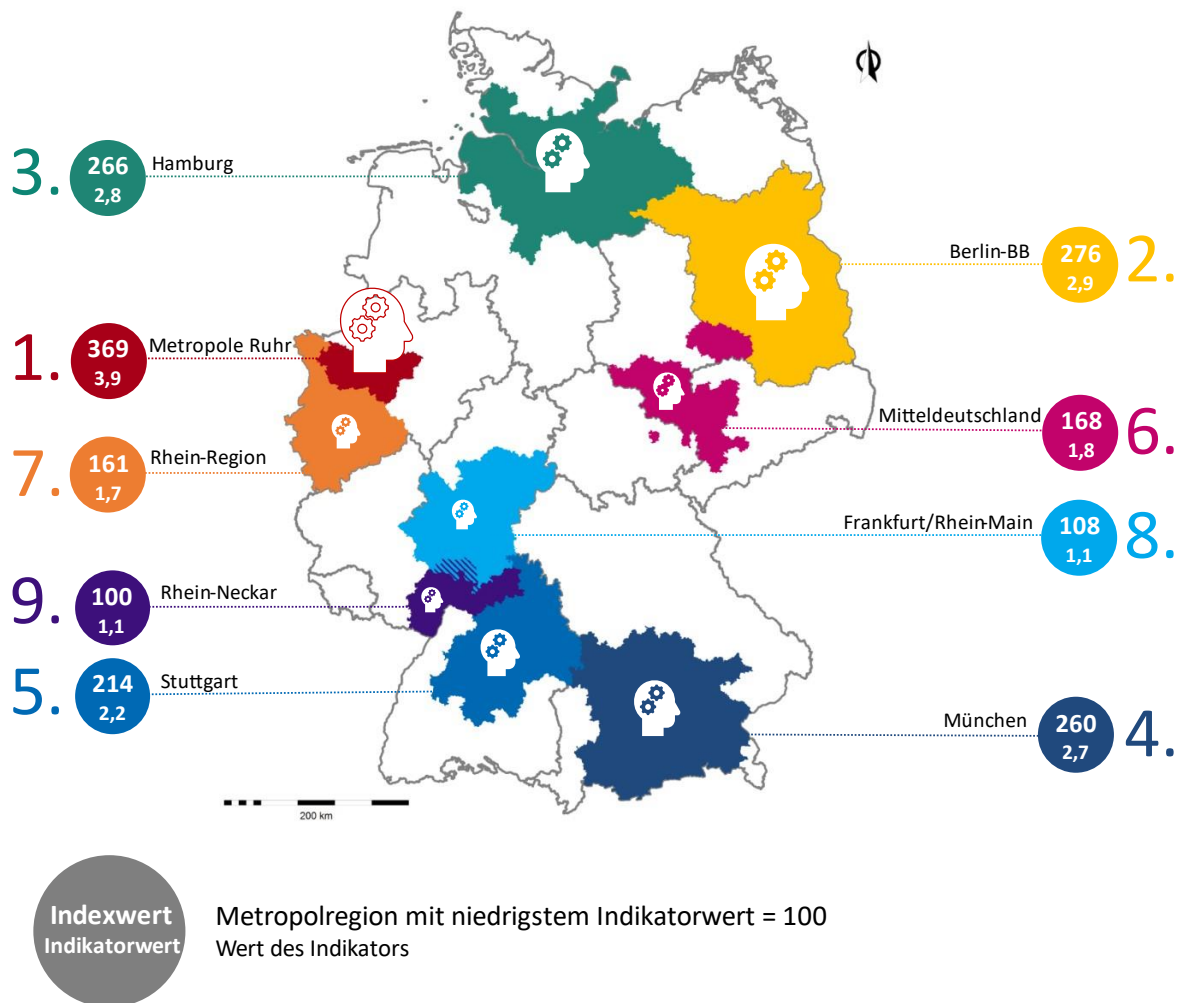 3.
266
2,8
Hamburg
Berlin-BB
276
2,9
2.
1.
369
3,9
Metropole Ruhr
Mitteldeutschland
168
1,8
6.
7.
161
1,7
Rhein-Region
Frankfurt/Rhein-Main
108
1,1
8.
9.
100
1,1
Rhein-Neckar
5.
214
2,2
Stuttgart
München
260
2,7
4.
200 km
Indexwert
Indikatorwert
Metropolregion mit niedrigstem Indikatorwert = 100
Wert des Indikators